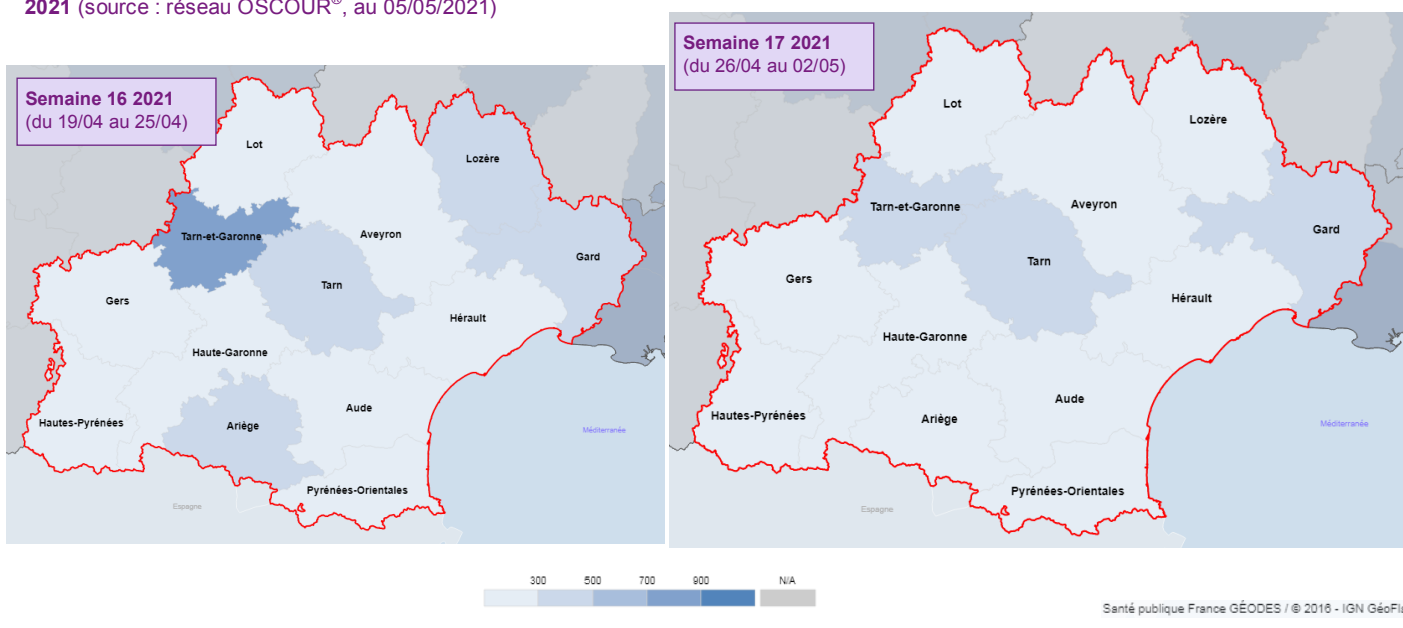 2021 (source : réseau OSCOUR®, au 05/05/2021)
Semaine 16 2021
(du 19/04 au 25/04)
Lot
Lozère
Tarn-et-Garonne
Aveyron
Gard
Tarn
Gers
Hérault
Haute-Garonne
Aude
Hautes-Pyrénées
Ariège
Méditerranée
Pyrénées-Orientales
Espagne
Semaine 17 2021
(du 26/04 au 02/05)
Lot
Lozère
Tarn-et-Garonne
Aveyron
Gard
Tarn
Gers
Hérault
Haute-Garonne
Aude
Hautes-Pyrénées
Ariège
Méditerranée
Pyrénées-Orientales
Espagne
300 500 700 900 N/A
Santé publique France GÉODES / © 2016 - IGN GéoFla